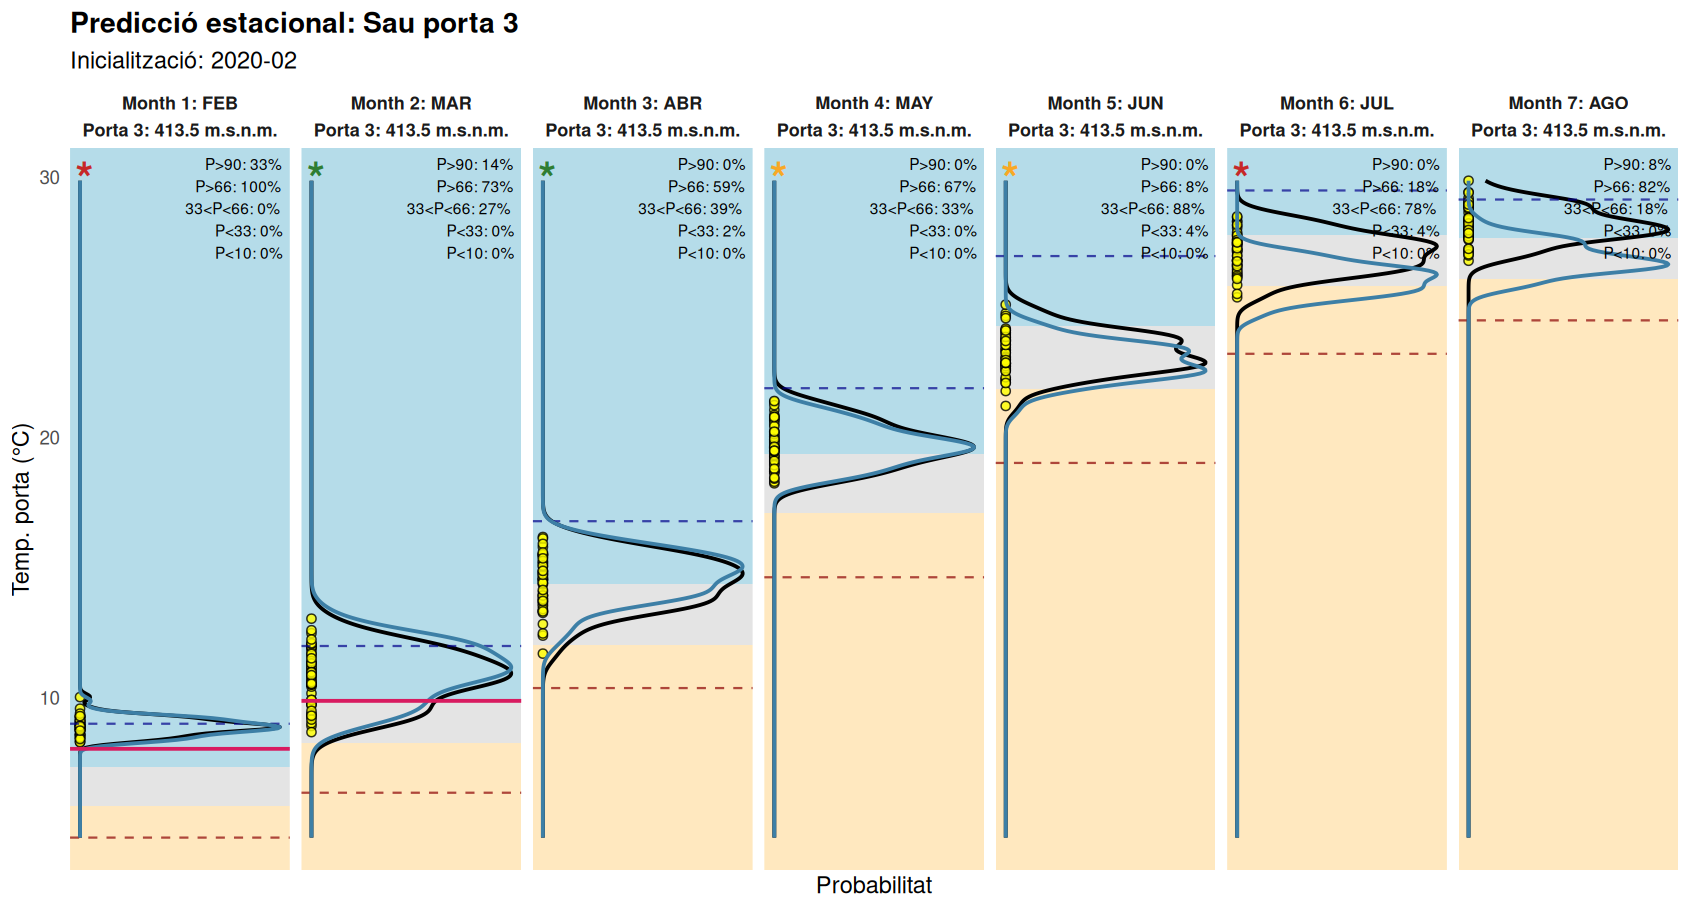 Predicció estacional: Sau porta 3
Inicialització: 2020-02
Month 1: FEB
Porta 3: 413.5 m.s.n.m.
Month 2: MAR
Porta 3: 413.5 m.s.n.m.
Month 3: ABR
Porta 3: 413.5 m.s.n.m.
Month 4: MAY
Porta 3: 413.5 m.s.n.m.
Month 5: JUN
Porta 3: 413.5 m.s.n.m.
Month 6: JUL
Porta 3: 413.5 m.s.n.m.
Month 7: AGO
Porta 3: 413.5 m.s.n.m.
*
P>90: 33%
P>66: 100%
33<P<66: 0%
P<33: 0%
P<10: 0%
*
P>90: 14%
P>66: 73%
33<P<66: 27%
P<33: 0%
P<10: 0%
*
P>90: 0%
P>66: 59%
33<P<66: 39%
P<33: 2%
P<10: 0%
*
P>90: 0%
P>66: 67%
33<P<66: 33%
P<33: 0%
P<10: 0%
*
P>90: 0%
P>66: 8%
33<P<66: 88%
P<33: 4%
P<10: 0%
*
P>90: 0%
P>66: 18%
33<P<66: 78%
P<33: 4%
P<10: 0%
P>90: 8%
P>66: 82%
33<P<66: 18%
P<33: 0%
P<10: 0%
30
20
10
Temp. porta (°C)
Probabilitat